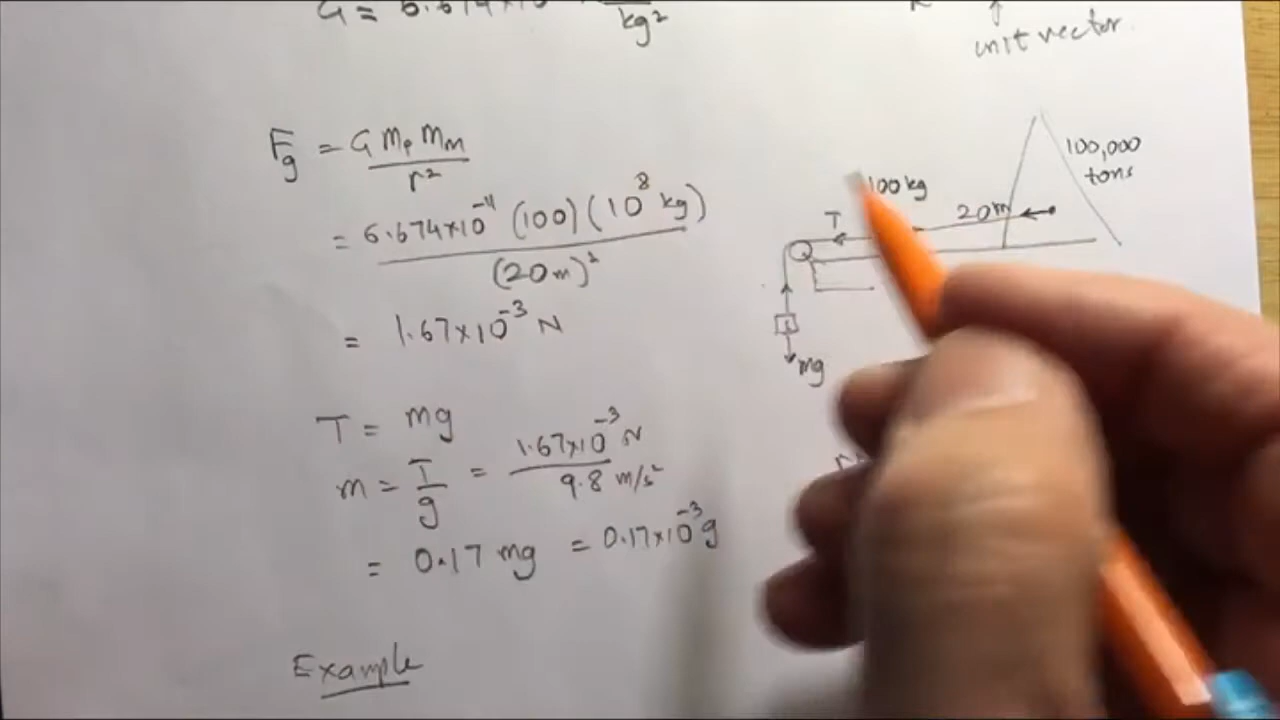 kg²
unit vector
Fg = G mp mm / r²
= 6.674×10⁻¹¹ (100) (10⁸ kg) / (20m)²
= 1.67×10⁻³ N
T = mg
m = T/g = 1.67×10⁻³ N / 9.8 m/s²
= 0.17 mg = 0.17×10⁻³ g
Example
100,000
tons
100 kg
20m
T
mg